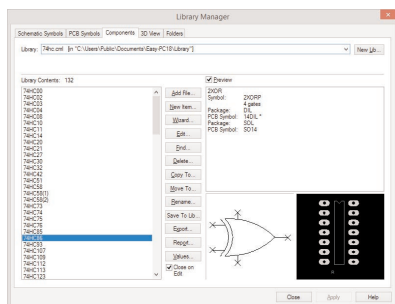 Library Manager
Schematic Symbols
PCB Symbols
Components
3D View
Folders
Library: 74hc.cml [in "C:\Users\Public\Documents\Easy-PC18\Library"]
New Lib...
Library Contents: 132
Preview
74HC00
74HC02
74HC03
74HC04
74HC08
74HC10
74HC11
74HC14
74HC20
74HC21
74HC27
74HC30
74HC32
74HC42
74HC51
74HC58
74HC58(1)
74HC58(2)
74HC73
74HC74
74HC75
74HC76
74HC85
74HC86
74HC93
74HC107
74HC109
74HC112
74HC113
74HC123
Add File...
New Item...
Wizard...
Edit...
Find...
Delete...
Copy To...
Move To...
Rename...
Save To Lib...
Export...
Report...
Values...
Close on
Edit
2XOR
Symbol: 2XORP
4 gates
Package: DIL
PCB Symbol: 14DIL *
Package: SOL
PCB Symbol: SO14
Close
Apply
Help